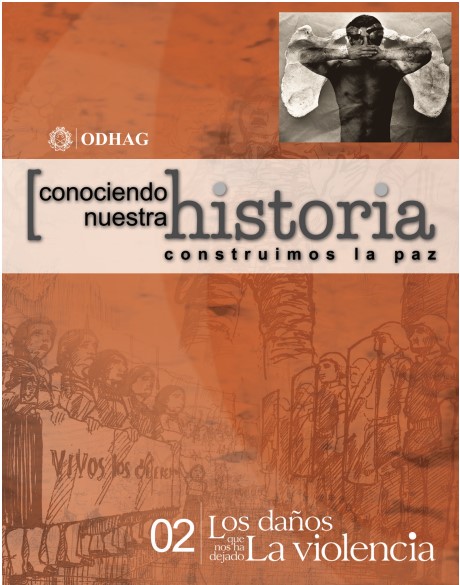 ODHAG
[conociendo
nuestra historia
construimos la paz
VIVOS los
02 Los daños
que nos ha dejado La violencia